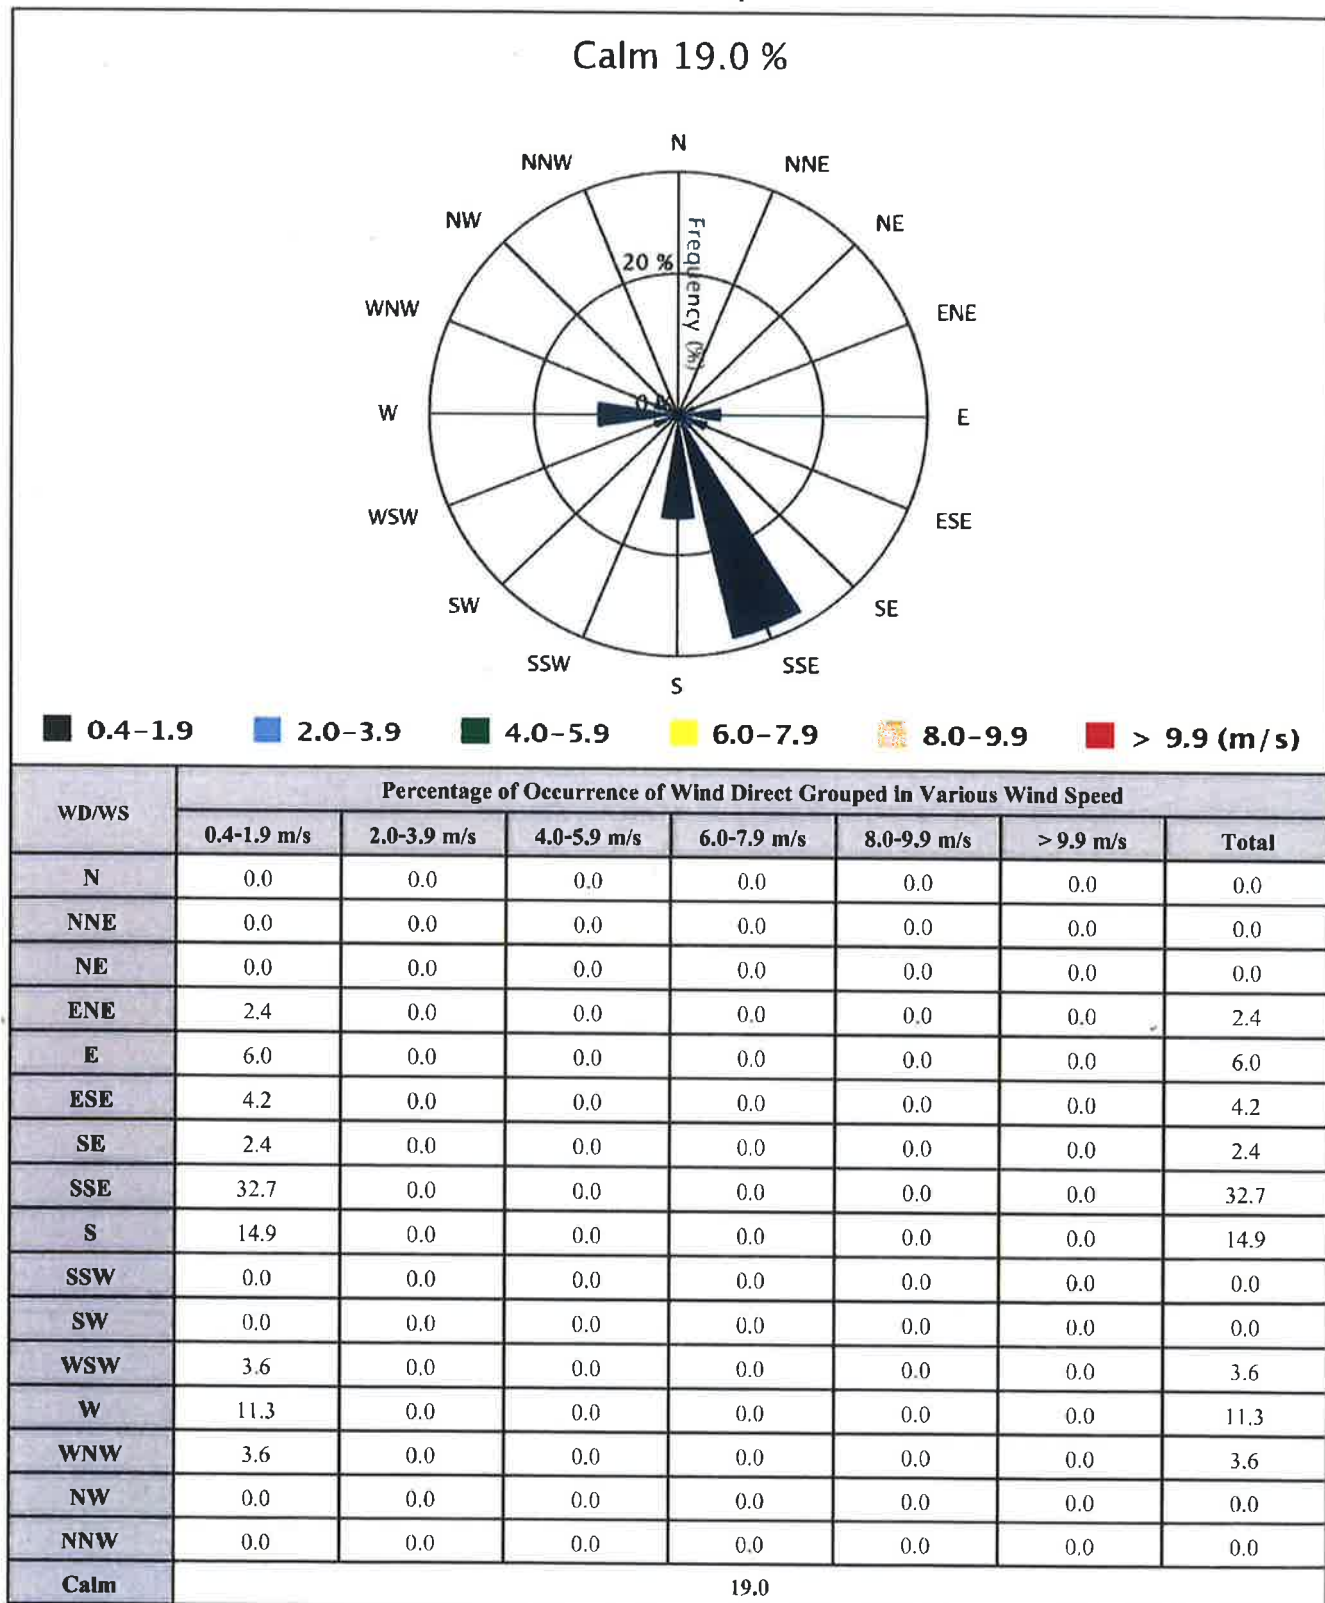 Calm 19.0 %
N
NNW
NNE
NW
NE
Frequency (%)
20 %
WNW
ENE
0 %
W
E
WSW
ESE
SW
SE
SSW
SSE
S
0.4-1.9 2.0-3.9 4.0-5.9 6.0-7.9 8.0-9.9 > 9.9 (m/s)
WD/WS Percentage of Occurrence of Wind Direct Grouped in Various Wind Speed
0.4-1.9 m/s 2.0-3.9 m/s 4.0-5.9 m/s 6.0-7.9 m/s 8.0-9.9 m/s > 9.9 m/s Total
N 0.0 0.0 0.0 0.0 0.0 0.0 0.0
NNE 0.0 0.0 0.0 0.0 0.0 0.0 0.0
NE 0.0 0.0 0.0 0.0 0.0 0.0 0.0
ENE 2.4 0.0 0.0 0.0 0.0 0.0 2.4
E 6.0 0.0 0.0 0.0 0.0 0.0 6.0
ESE 4.2 0.0 0.0 0.0 0.0 0.0 4.2
SE 2.4 0.0 0.0 0.0 0.0 0.0 2.4
SSE 32.7 0.0 0.0 0.0 0.0 0.0 32.7
S 14.9 0.0 0.0 0.0 0.0 0.0 14.9
SSW 0.0 0.0 0.0 0.0 0.0 0.0 0.0
SW 0.0 0.0 0.0 0.0 0.0 0.0 0.0
WSW 3.6 0.0 0.0 0.0 0.0 0.0 3.6
W 11.3 0.0 0.0 0.0 0.0 0.0 11.3
WNW 3.6 0.0 0.0 0.0 0.0 0.0 3.6
NW 0.0 0.0 0.0 0.0 0.0 0.0 0.0
NNW 0.0 0.0 0.0 0.0 0.0 0.0 0.0
Calm 19.0